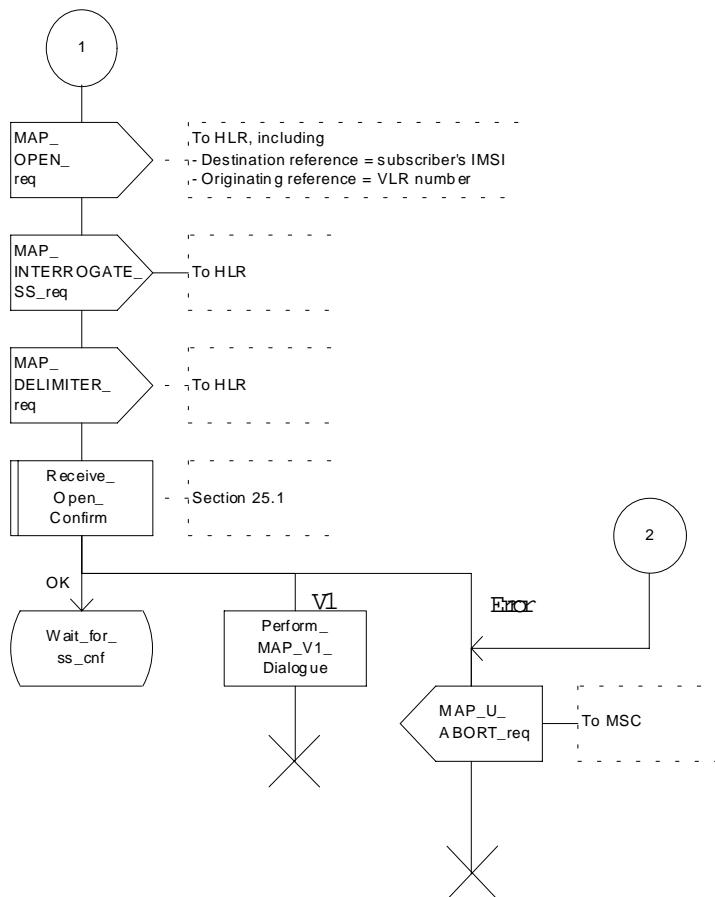 1
MAP_
OPEN_
req
To HLR, including
- Destination reference = subscriber's IMSI
- Originating reference = VLR number
MAP_
INTERROGATE_
SS_req
To HLR
MAP_
DELIMITER_
req
To HLR
Receive_
Open_
Confirm
Section 25.1
2
OK
V1
Error
Wait_for_
ss_cnf
Perform_
MAP_V1_
Dialogue
MAP_U_
ABORT_req
To MSC